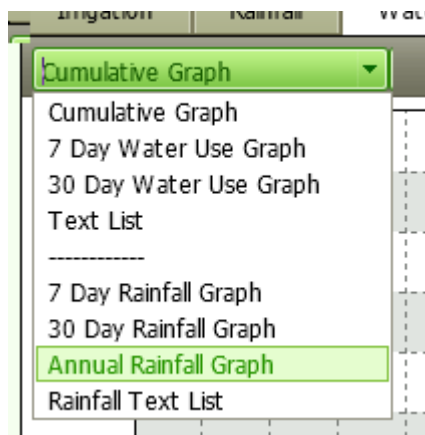 Irrigation Rainfall Wat
Cumulative Graph
Cumulative Graph
7 Day Water Use Graph
30 Day Water Use Graph
Text List
------------
7 Day Rainfall Graph
30 Day Rainfall Graph
Annual Rainfall Graph
Rainfall Text List